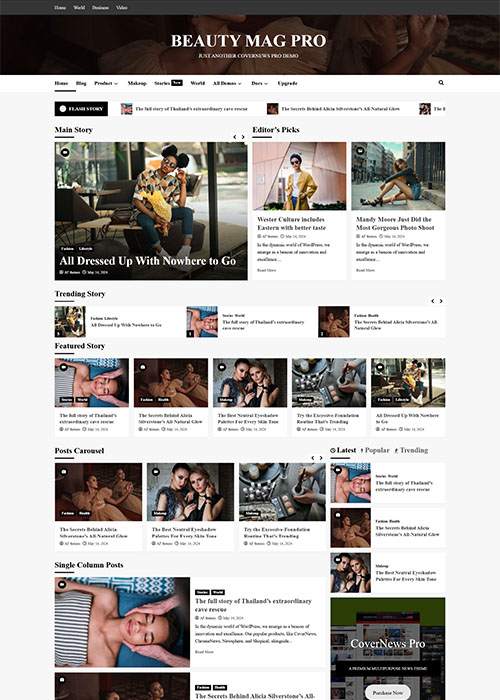 Home World Business Video
BEAUTY MAG PRO
JUST ANOTHER COVERNEWS PRO DEMO
Home Blog Product Makeup Stories New World All Demos Docs Upgrade
FLASH STORY The full story of Thailand's extraordinary cave rescue The Secrets Behind Alicia Silverstone's All-Natural Glow The B
Main Story
Fashion Lifestyle
All Dressed Up With Nowhere to Go
AF themes May 14, 2024
Editor's Picks
Wester Culture includes
Eastern with better taste
AF themes May 14, 2024
In the dynamic world of WordPress, we
emerge as a beacon of innovation and
excellence...
Read More
Mandy Moore Just Did the
Most Gorgeous Photo Shoot
AF themes May 14, 2024
In the dynamic world of WordPress, we
emerge as a beacon of innovation and
excellence...
Read More
Trending Story
Fashion Lifestyle
All Dressed Up With Nowhere to Go
Stories World
The full story of Thailand's extraordinary
cave rescue
Fashion Health
The Secrets Behind Alicia Silverstone's All-
Natural Glow
Featured Story
Stories World
The full story of Thailand's
extraordinary cave rescue
AF themes May 14, 2024
Fashion Health
The Secrets Behind Alicia
Silverstone's All-Natural Glow
AF themes May 14, 2024
Makeup
The Best Neutral Eyeshadow
Palettes For Every Skin Tone
AF themes May 14, 2024
Makeup
Try the Excessive-Foundation
Routine That's Trending
AF themes May 14, 2024
Fashion Lifestyle
All Dressed Up With Nowhere
to Go
AF themes May 14, 2024
Posts Carousel
Fashion Health
The Secrets Behind Alicia
Silverstone's All-Natural Glow
AF themes May 14, 2024
Makeup
The Best Neutral Eyeshadow
Palettes For Every Skin Tone
AF themes May 14, 2024
Makeup
Try the Excessive-Foundation
Routine That's Trending
AF themes May 14, 2024
Latest Popular Trending
Stories World
The full story of Thailand's
extraordinary cave rescue
Fashion Health
The Secrets Behind Alicia
Silverstone's All-Natural Glow
Makeup
The Best Neutral Eyeshadow
Palettes For Every Skin Tone
Single Column Posts
Stories World
The full story of Thailand's extraordinary
cave rescue
AF themes May 14, 2024
In the dynamic world of WordPress, we emerge as a beacon of
innovation and excellence. Our popular products, like CoverNews,
ChromeNews, Newsphere, and Shopical, alongside...
Read More
Fashion Health
The Secrets Behind Alicia Silverstone's All-
CoverNews Pro
A PREMIUM MULTIPURPOSE NEWS THEME
Purchase Now